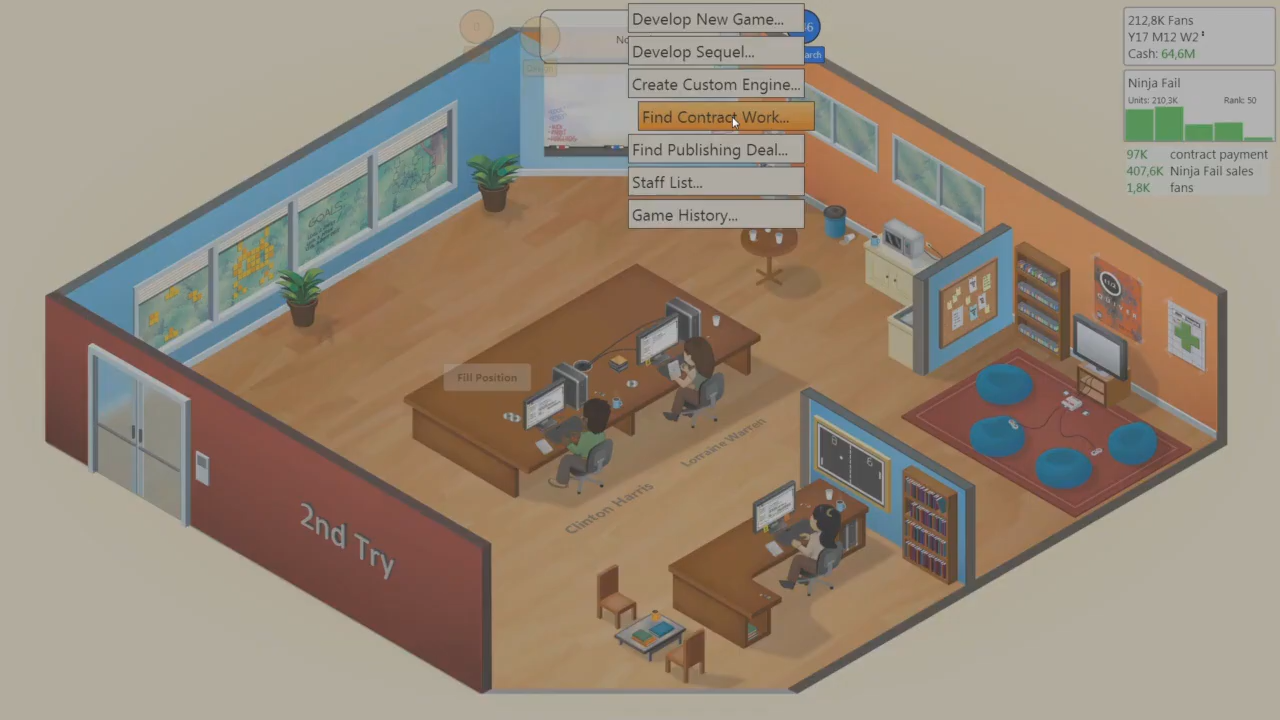 Develop New Game...
Develop Sequel...
Create Custom Engine...
Find Contract Work...
Find Publishing Deal...
Staff List...
Game History...
212,8K Fans
Y17 M12 W2
Cash: 64,6M
Ninja Fail
Units: 210,3K
Rank: 50
97K contract payment
407,6K Ninja Fail sales
1,8K fans
GOALS
Fill Position
Lorraine Warran
Clinton Harris
2nd Try